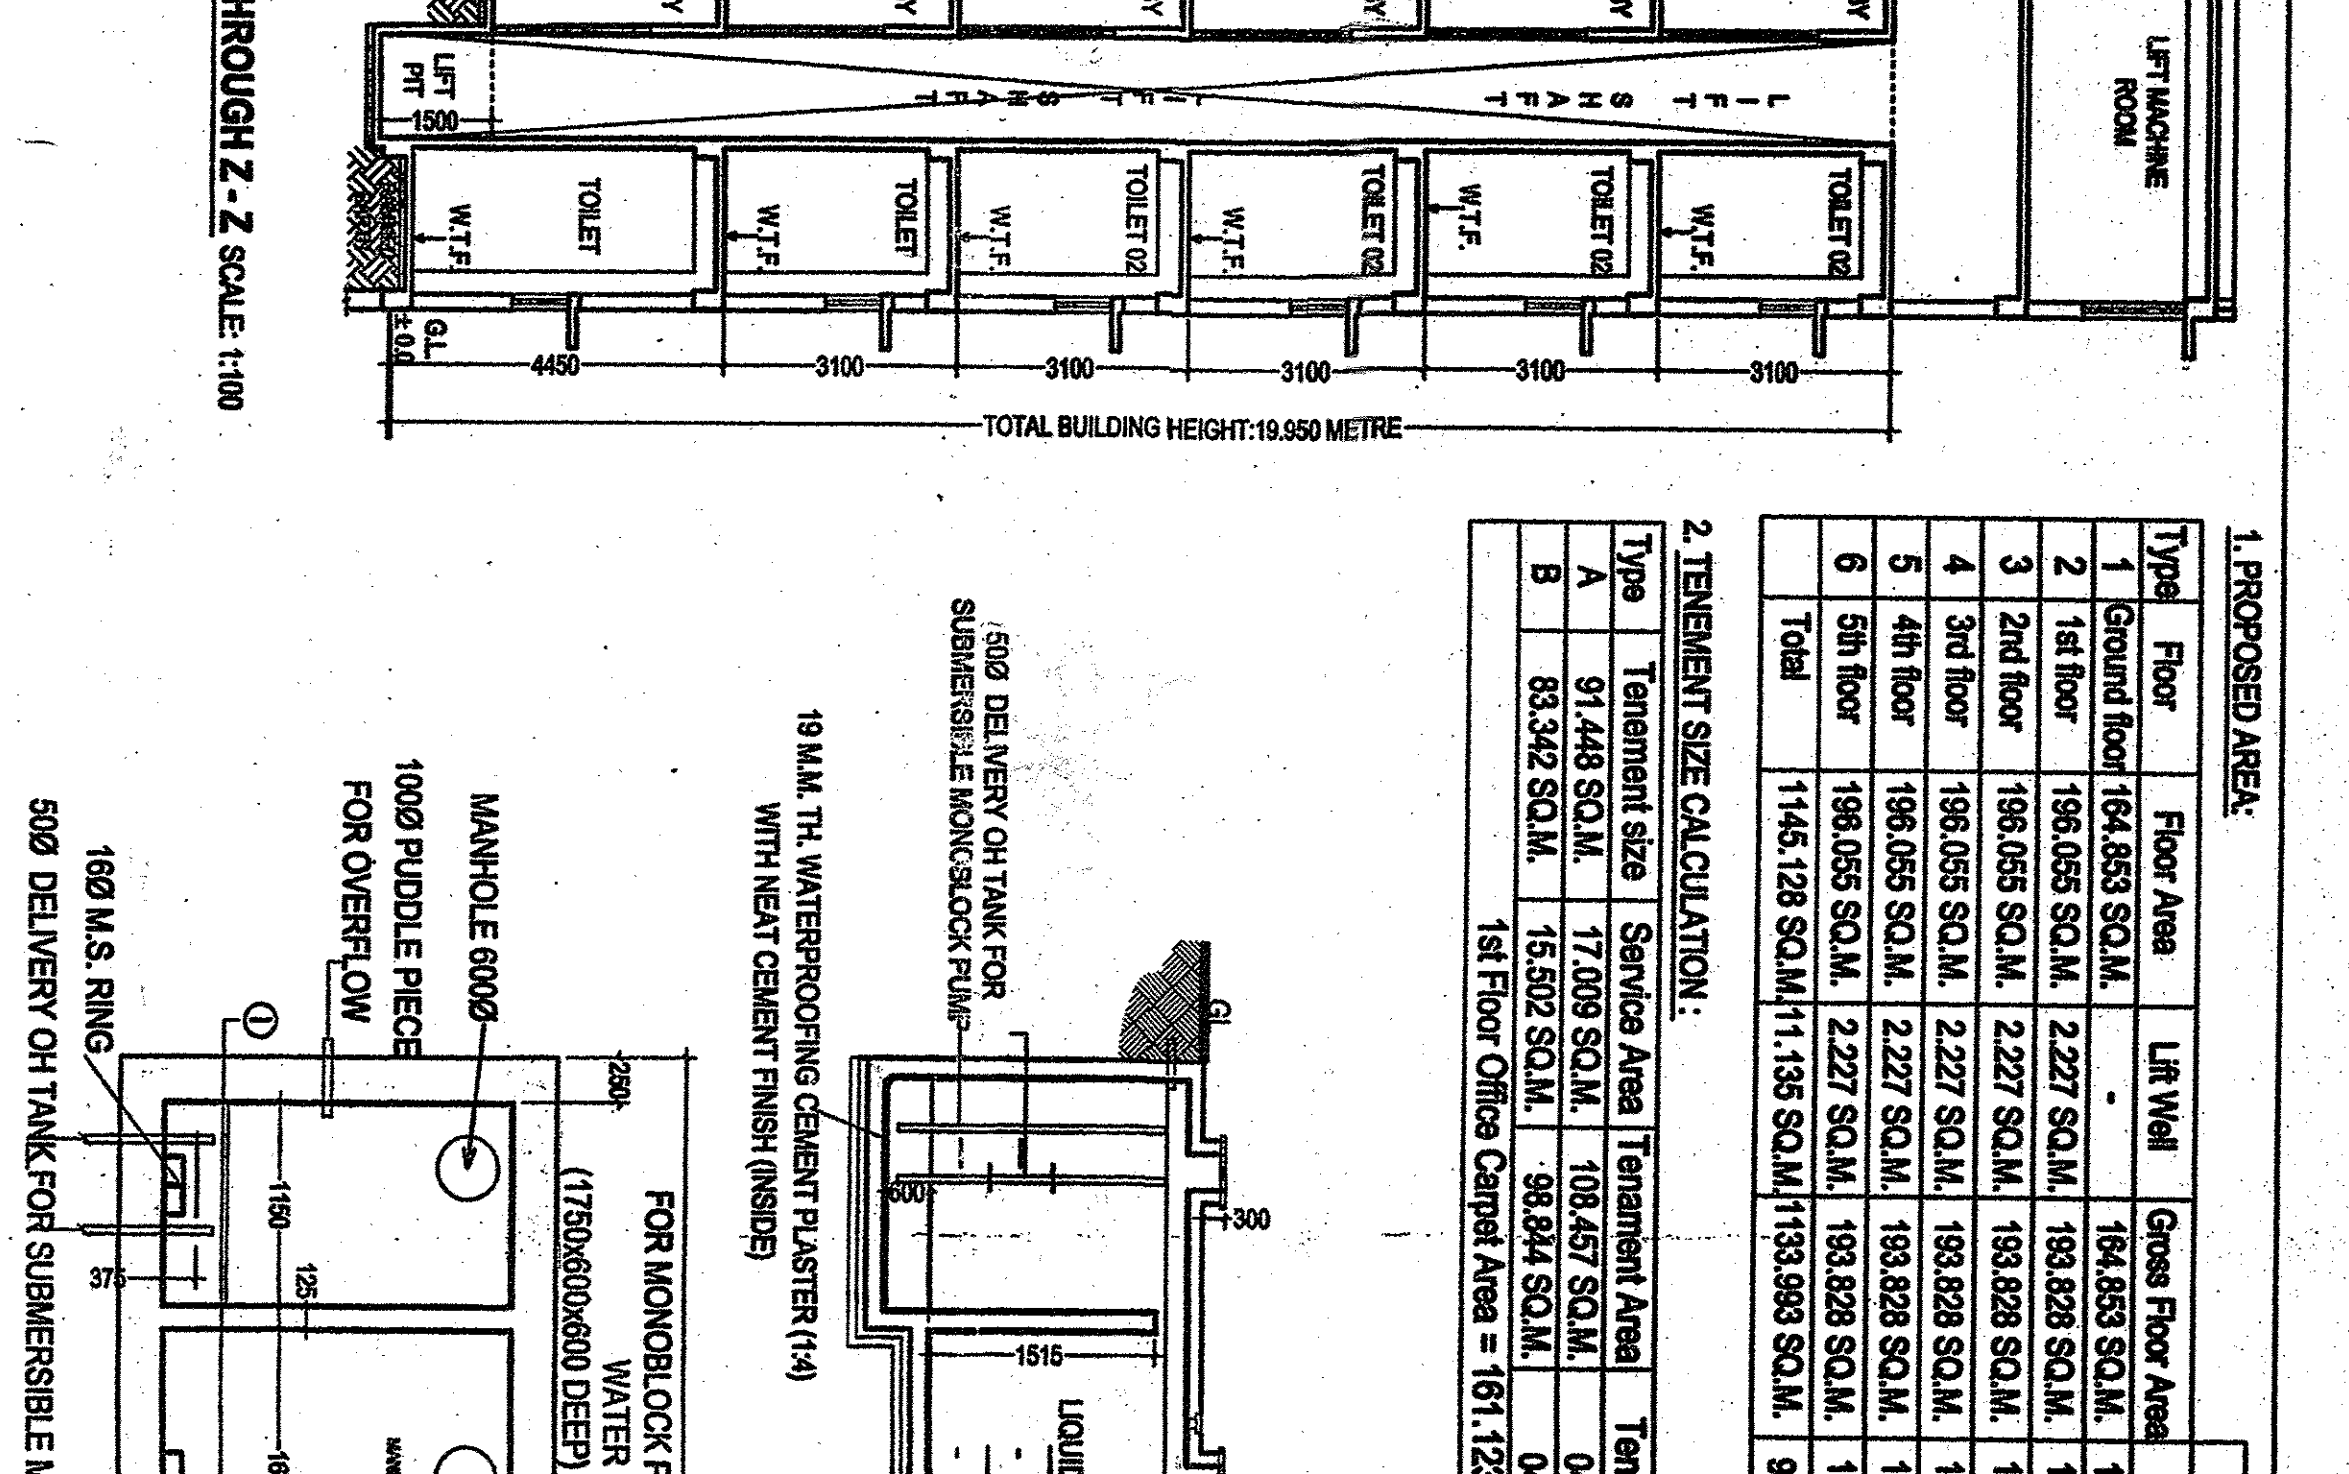 HROUGH Z - Z SCALE: 1:100
LIFT PIT
1500
LIFT SHAFT
LIFT SHAFT
LIFT MACHINE
ROOM
TOILET
TOILET
TOILET 02
TOILET 02
TOILET 02
TOILET 02
W.T.F.
W.T.F.
W.T.F.
W.T.F.
W.T.F.
W.T.F.
G.L.
± 0.0
4450
3100
3100
3100
3100
3100
TOTAL BUILDING HEIGHT:19.950 METRE
1. PROPOSED AREA:
Type Floor Floor Area Lift Well Gross Floor Area
1 Ground floor 164.853 SQ.M. - 164.853 SQ.M.
2 1st floor 196.055 SQ.M. 2.227 SQ.M. 193.828 SQ.M.
3 2nd floor 196.055 SQ.M. 2.227 SQ.M. 193.828 SQ.M.
4 3rd floor 196.055 SQ.M. 2.227 SQ.M. 193.828 SQ.M.
5 4th floor 196.055 SQ.M. 2.227 SQ.M. 193.828 SQ.M.
6 5th floor 196.055 SQ.M. 2.227 SQ.M. 193.828 SQ.M.
Total 1145.128 SQ.M. 11.135 SQ.M. 1133.993 SQ.M.
2. TENEMENT SIZE CALCULATION :
Type Tenement size Service Area Tenament Area Ten
A 91.448 SQ.M. 17.009 SQ.M. 108.457 SQ.M.
B 83.342 SQ.M. 15.502 SQ.M. 98.844 SQ.M.
1st Floor Office Carpet Area = 161.123
50Ø DELIVERY OH TANK FOR
SUBMERSIBLE MONOBLOCK PUMP
19 M.M. TH. WATERPROOFING CEMENT PLASTER (1:4)
WITH NEAT CEMENT FINISH (INSIDE)
GL
600
300
1515
LIQUID
MANHOLE 600Ø
100Ø PUDDLE PIECE
FOR OVERFLOW
16Ø M.S. RING
50Ø DELIVERY OH TANK FOR SUBMERSIBLE M
250
1150
375
125
FOR MONOBLOCK
WATER
(1750x600x600 DEEP)